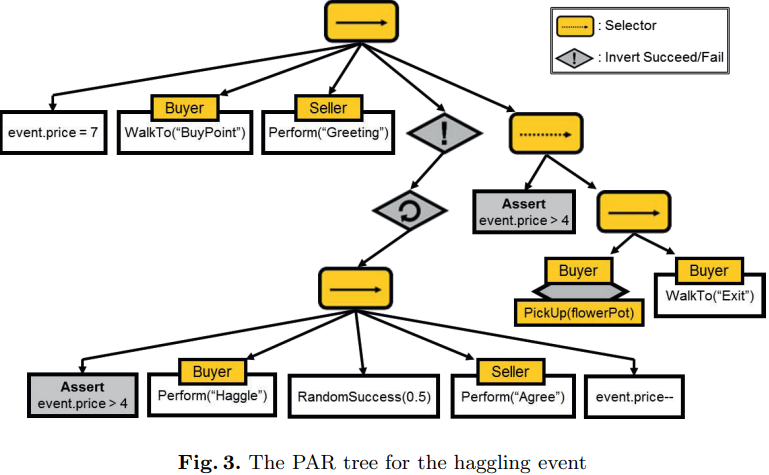 : Selector
! : Invert Succeed/Fail
event.price = 7
Buyer
WalkTo("BuyPoint")
Seller
Perform("Greeting")
!
Assert
event.price > 4
Buyer
PickUp(flowerPot)
Buyer
WalkTo("Exit")
Assert
event.price > 4
Buyer
Perform("Haggle")
RandomSuccess(0.5)
Seller
Perform("Agree")
event.price--
Fig. 3. The PAR tree for the haggling event